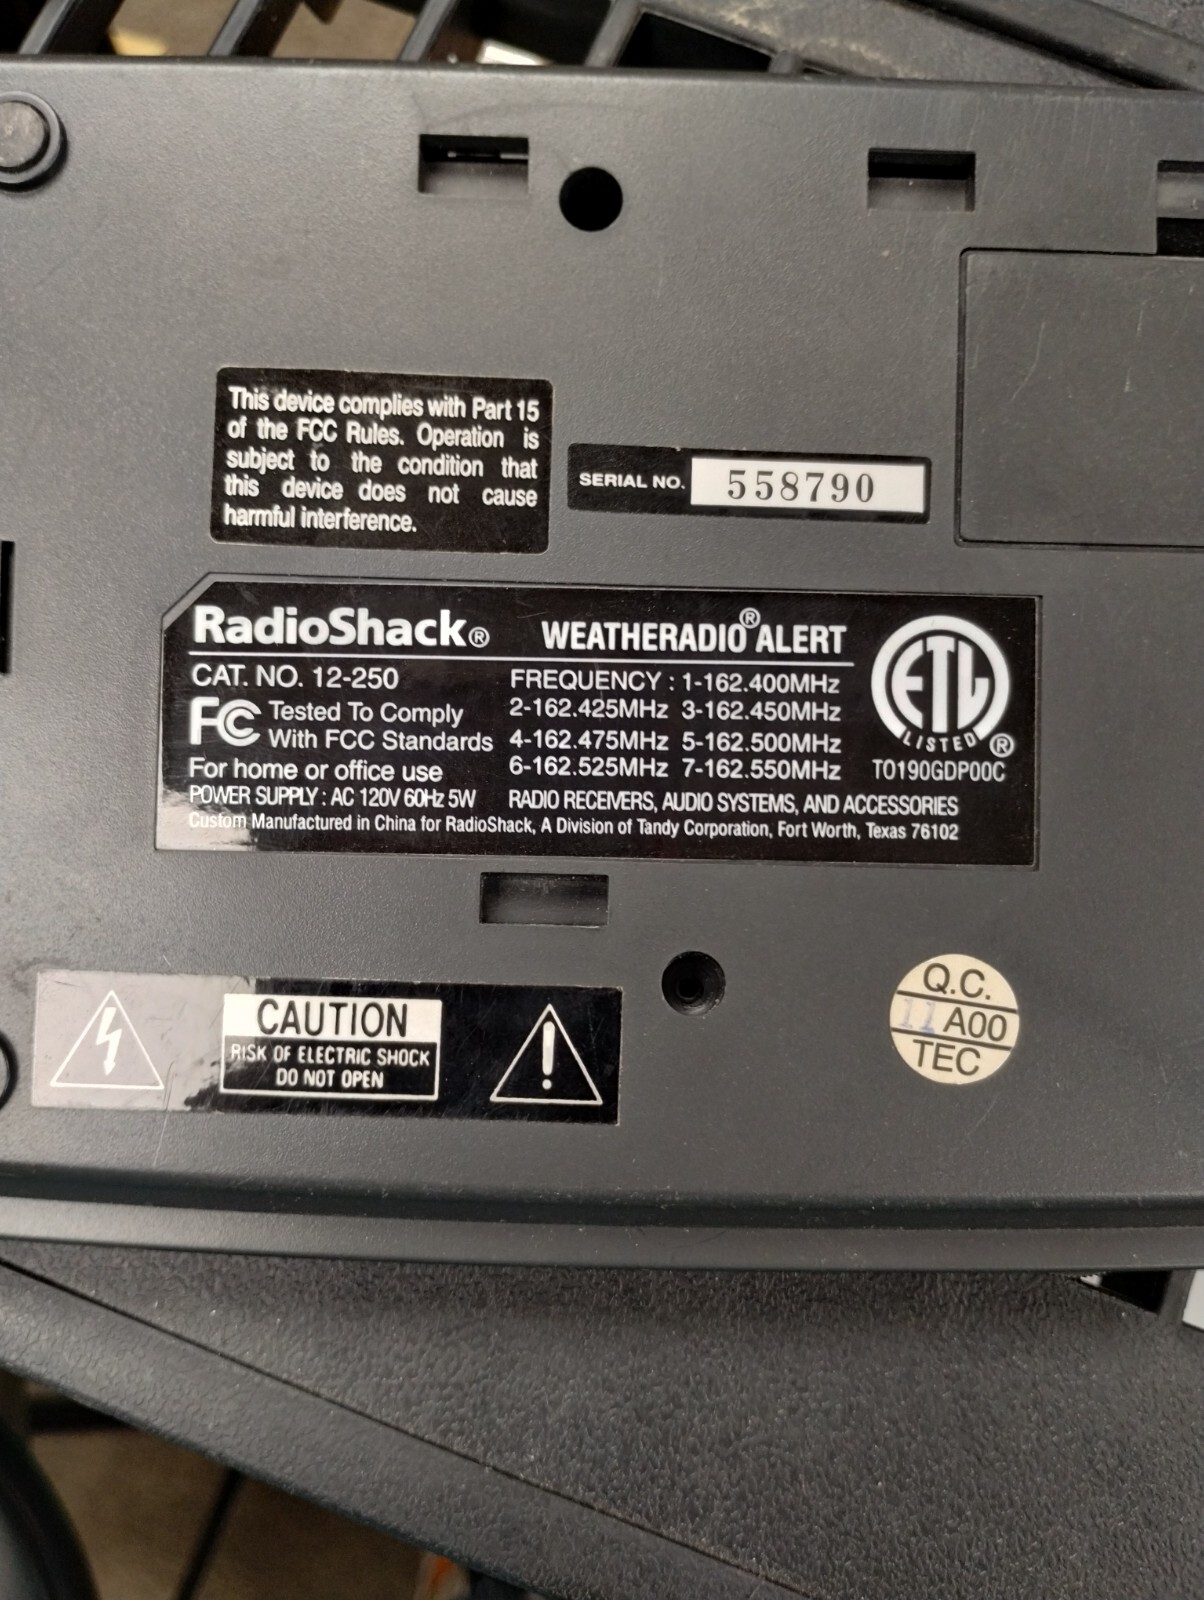 This device complies with Part 15
of the FCC Rules. Operation is
subject to the condition that
this device does not cause
harmful interference.
SERIAL NO. 558790
RadioShack® WEATHERADIO® ALERT
CAT. NO. 12-250
FC Tested To Comply
With FCC Standards
For home or office use
POWER SUPPLY : AC 120V 60Hz 5W
FREQUENCY : 1-162.400MHz
2-162.425MHz 3-162.450MHz
4-162.475MHz 5-162.500MHz
6-162.525MHz 7-162.550MHz
RADIO RECEIVERS, AUDIO SYSTEMS, AND ACCESSORIES
Custom Manufactured in China for RadioShack, A Division of Tandy Corporation, Fort Worth, Texas 76102
ETL
LISTED ®
TO190GDP00C
CAUTION
RISK OF ELECTRIC SHOCK
DO NOT OPEN
!
Q.C.
11 A00
TEC